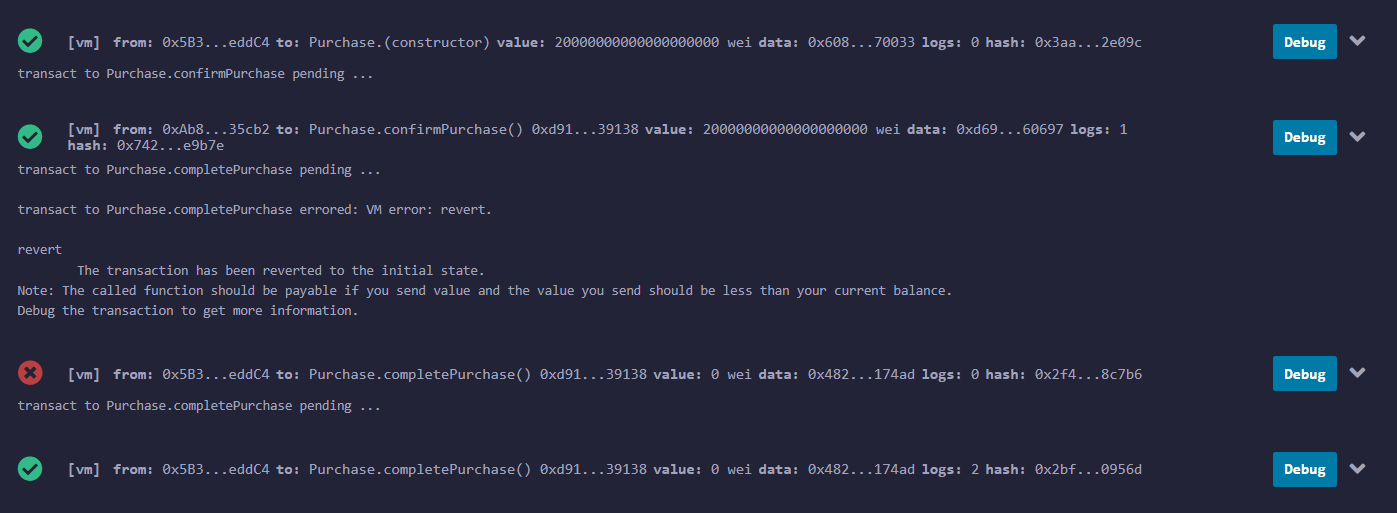 [vm] from: 0x5B3...eddC4 to: Purchase.(constructor) value: 20000000000000000000 wei data: 0x608...70033 logs: 0 hash: 0x3aa...2e09c Debug
transact to Purchase.confirmPurchase pending ...
[vm] from: 0xAb8...35cb2 to: Purchase.confirmPurchase() 0xd91...39138 value: 20000000000000000000 wei data: 0xd69...60697 logs: 1
hash: 0x742...e9b7e
Debug
transact to Purchase.completePurchase pending ...
transact to Purchase.completePurchase errored: VM error: revert.
revert
The transaction has been reverted to the initial state.
Note: The called function should be payable if you send value and the value you send should be less than your current balance.
Debug the transaction to get more information.
[vm] from: 0x5B3...eddC4 to: Purchase.completePurchase() 0xd91...39138 value: 0 wei data: 0x482...174ad logs: 0 hash: 0x2f4...8c7b6 Debug
transact to Purchase.completePurchase pending ...
[vm] from: 0x5B3...eddC4 to: Purchase.completePurchase() 0xd91...39138 value: 0 wei data: 0x482...174ad logs: 2 hash: 0x2bf...0956d Debug